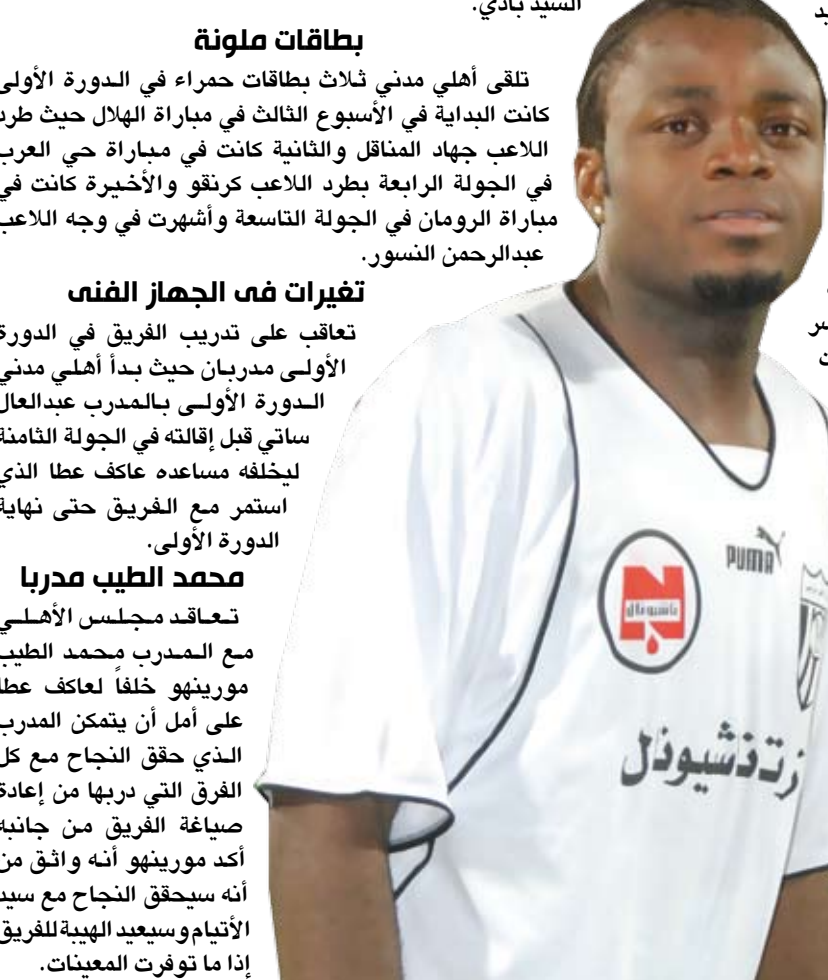 السيد بادي.
يد
بطاقات ملونة
تلقى أهلي مدني ثلاث بطاقات حمراء في الدورة الأولى
كانت البداية في الأسبوع الثالث في مباراة الهلال حيث طرد
اللاعب جهاد المناقل والثانية كانت في مباراة حي العرب
في الجولة الرابعة بطرد اللاعب كرنقو والأخيرة كانت في
مباراة الرومان في الجولة التاسعة وأشهرت في وجه اللاعب
عبدالرحمن النسور.
تغيرات فى الجهاز الفنى
تعاقب على تدريب الفريق في الدورة
الأولى مدربان حيث بدأ أهلي مدني
الدورة الأولى بالمدرب عبدالعال
ساتي قبل إقالته في الجولة الثامنة
ليخلفه مساعده عاكف عطا الذي
استمر مع الفريق حتى نهاية
الدورة الأولى.
محمد الطيب مدربا
تعاقد مجلس الأهلي
مع المدرب محمد الطيب
مورينهو خلفاً لعاكف عطا
على أمل أن يتمكن المدرب
الذي حقق النجاح مع كل
الفرق التي دربها من إعادة
صياغة الفريق من جانبه
أكد مورينهو أنه واثق من
أنه سيحقق النجاح مع سيد
الأتيام وسيعيد الهيبة للفريق
إذا ما توفرت المعينات.
PUMA
ناشيونال